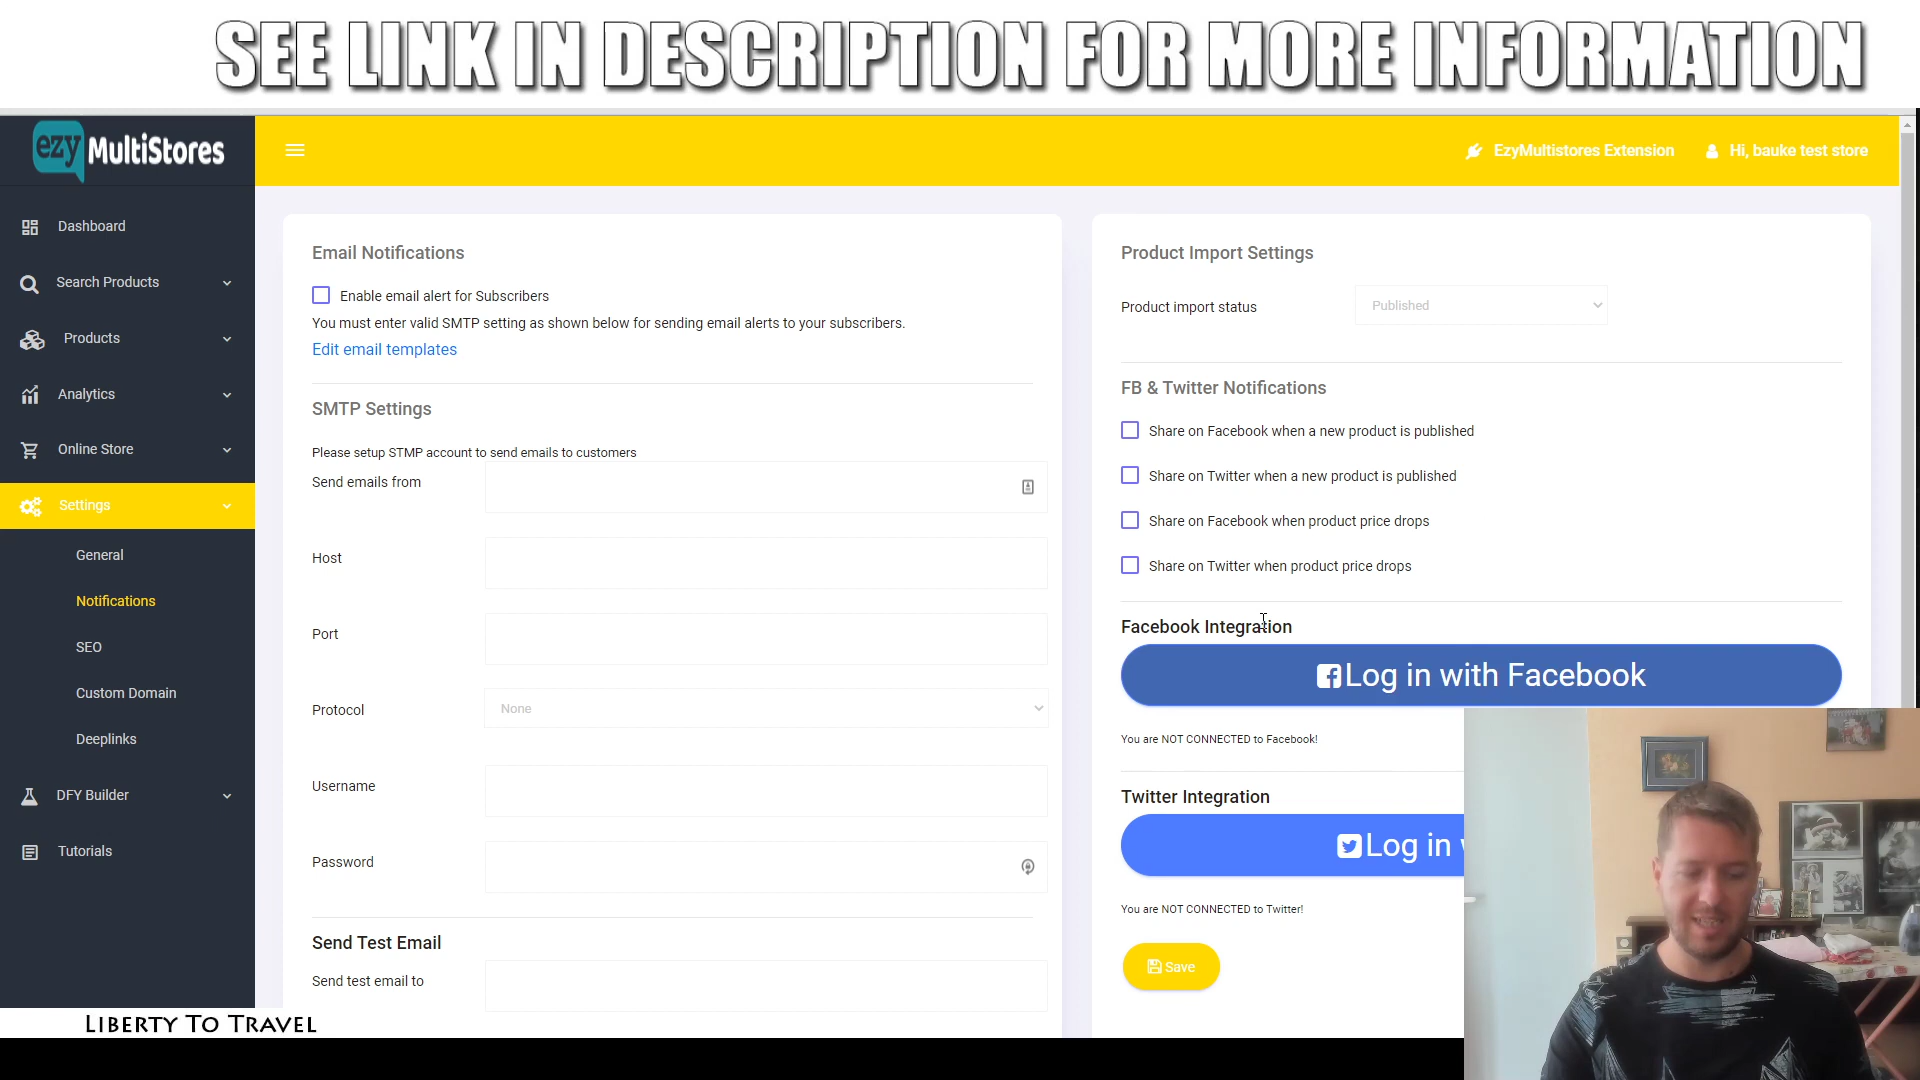 SEE LINK IN DESCRIPTION FOR MORE INFORMATION
ezy MultiStores
EzyMultistores Extension
Hi, bauke test store
Dashboard
Search Products
Products
Analytics
Online Store
Settings
General
Notifications
SEO
Custom Domain
Deeplinks
DFY Builder
Tutorials
Email Notifications
Enable email alert for Subscribers
You must enter valid SMTP setting as shown below for sending email alerts to your subscribers.
Edit email templates
SMTP Settings
Please setup STMP account to send emails to customers
Send emails from
Host
Port
Protocol
None
Username
Password
Send Test Email
Send test email to
Product Import Settings
Product import status
Published
FB & Twitter Notifications
Share on Facebook when a new product is published
Share on Twitter when a new product is published
Share on Facebook when product price drops
Share on Twitter when product price drops
Facebook Integration
Log in with Facebook
You are NOT CONNECTED to Facebook!
Twitter Integration
Log in
You are NOT CONNECTED to Twitter!
Save
LIBERTY TO TRAVEL